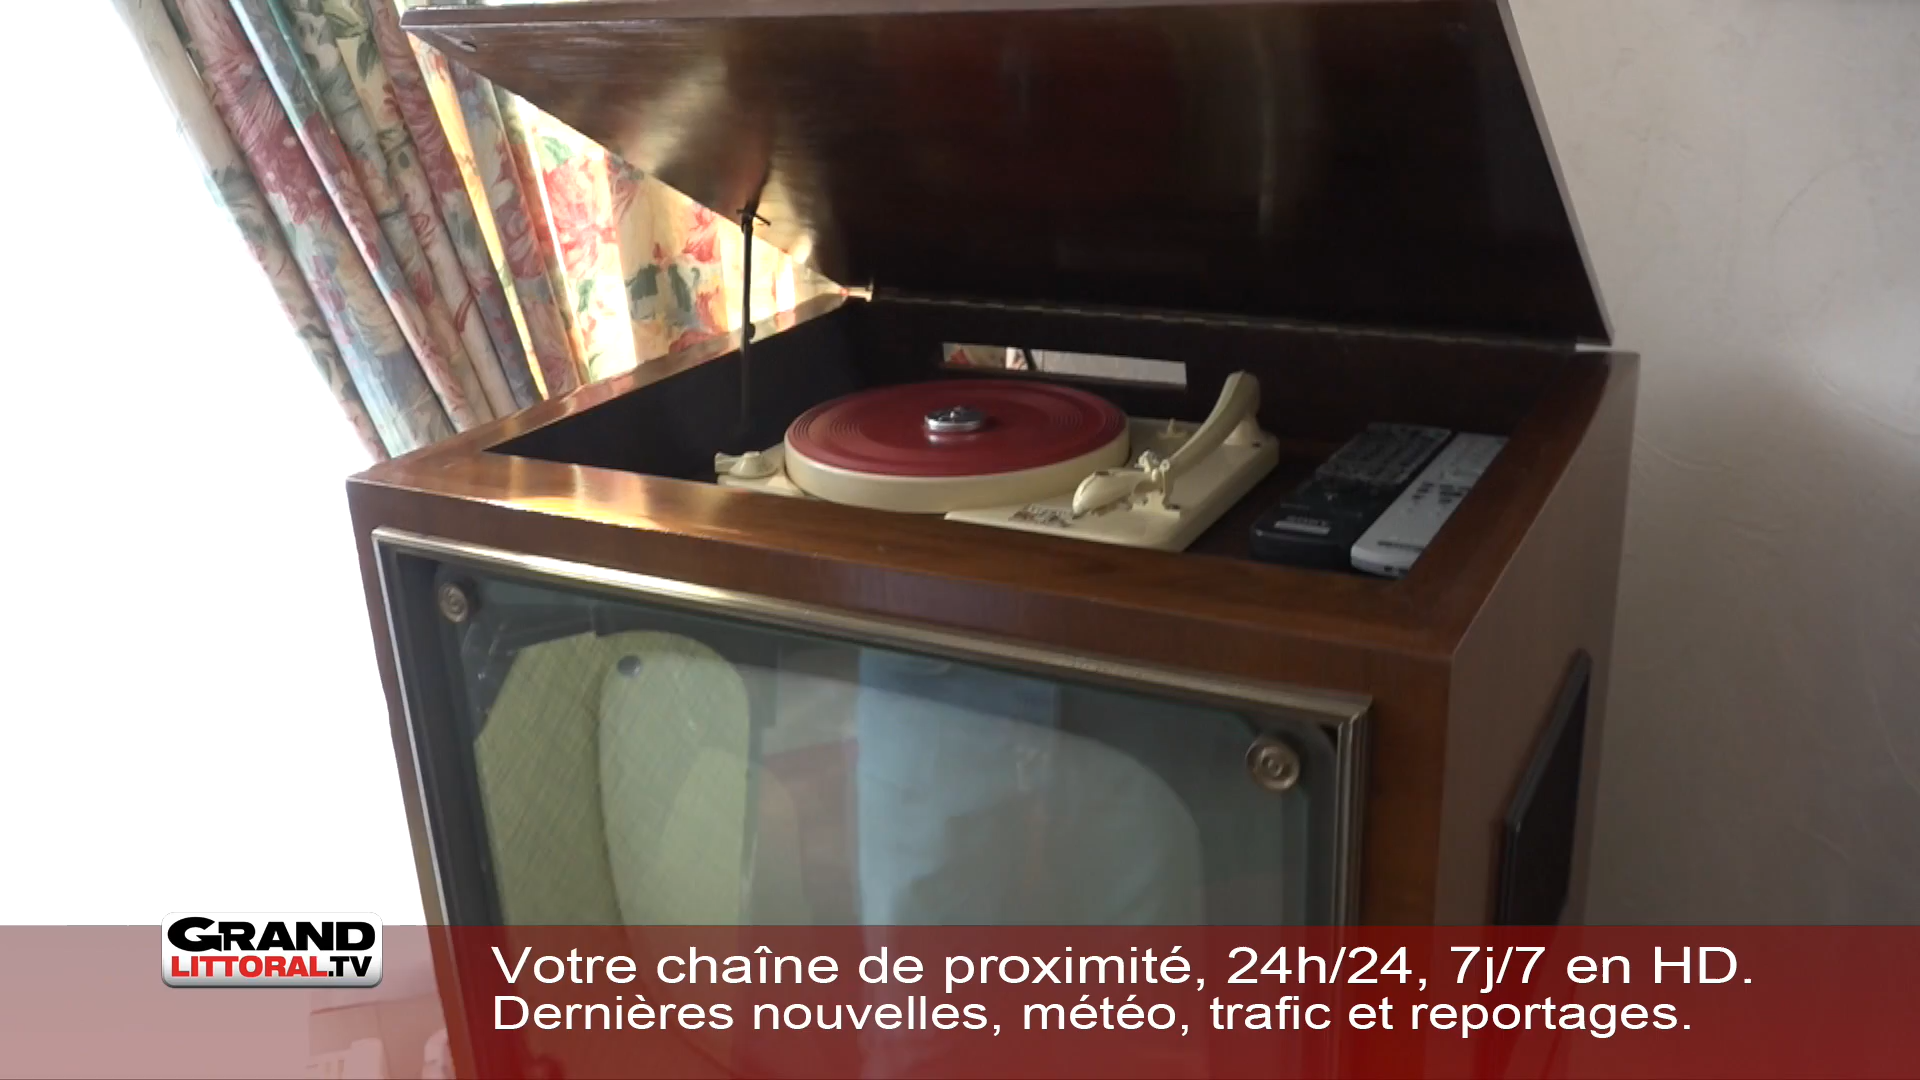 GRAND
LITTORAL.TV
Votre chaîne de proximité, 24h/24, 7j/7 en HD.
Dernières nouvelles, météo, trafic et reportages.